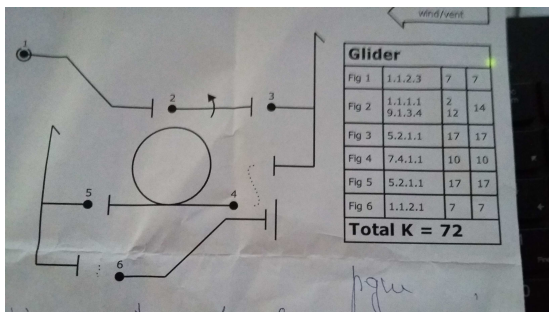 wind/vent
Glider
Fig 1 1.1.2.3 7 7
Fig 2 1.1.1.1 2 14
9.1.3.4 12
Fig 3 5.2.1.1 17 17
Fig 4 7.4.1.1 10 10
Fig 5 5.2.1.1 17 17
Fig 6 1.1.2.1 7 7
Total K = 72
1
2
3
5
4
6